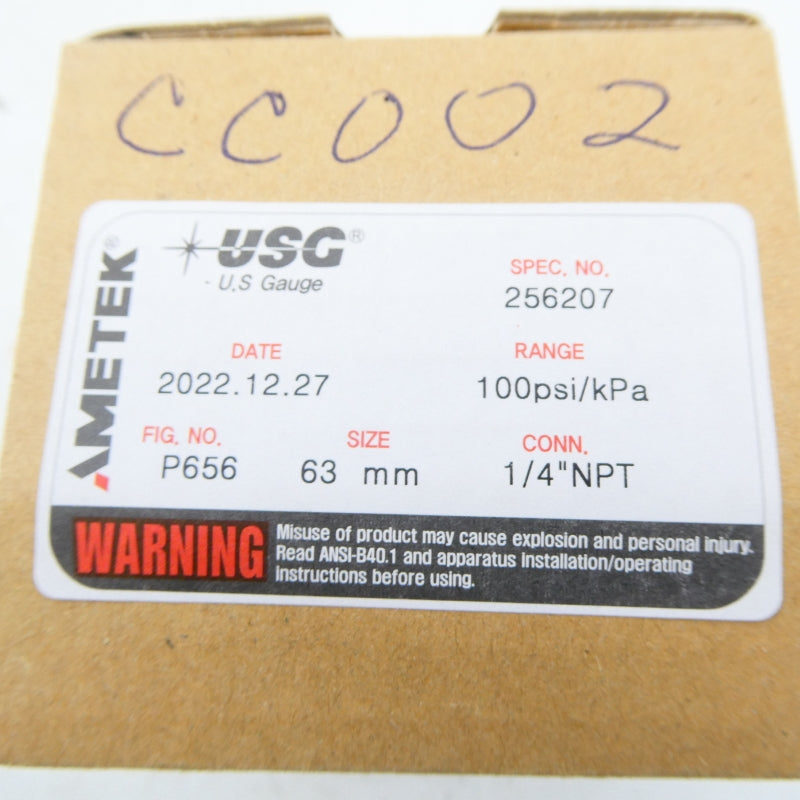 CC002
AMETEK®
USG®
U.S Gauge
SPEC. NO.
256207
DATE
RANGE
2022.12.27
100psi/kPa
FIG. NO.
SIZE
CONN.
P656
63 mm
1/4"NPT
WARNING
Misuse of product may cause explosion and personal injury.
Read ANSI-B40.1 and apparatus installation/operating
instructions before using.